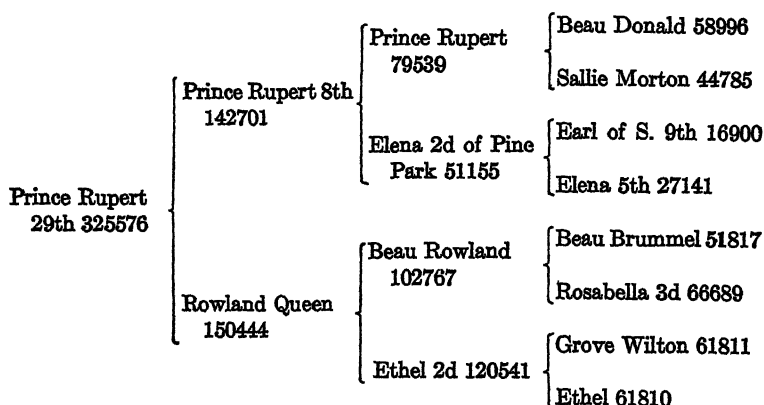 Beau Donald 58996
Prince Rupert
79539
Sallie Morton 44785
Prince Rupert 8th
142701
Earl of S. 9th 16900
Elena 2d of Pine
Park 51155
Elena 5th 27141
Prince Rupert
29th 325576
Beau Brummel 51817
Beau Rowland
102767
Rosabella 3d 66689
Rowland Queen
150444
Grove Wilton 61811
Ethel 2d 120541
Ethel 61810